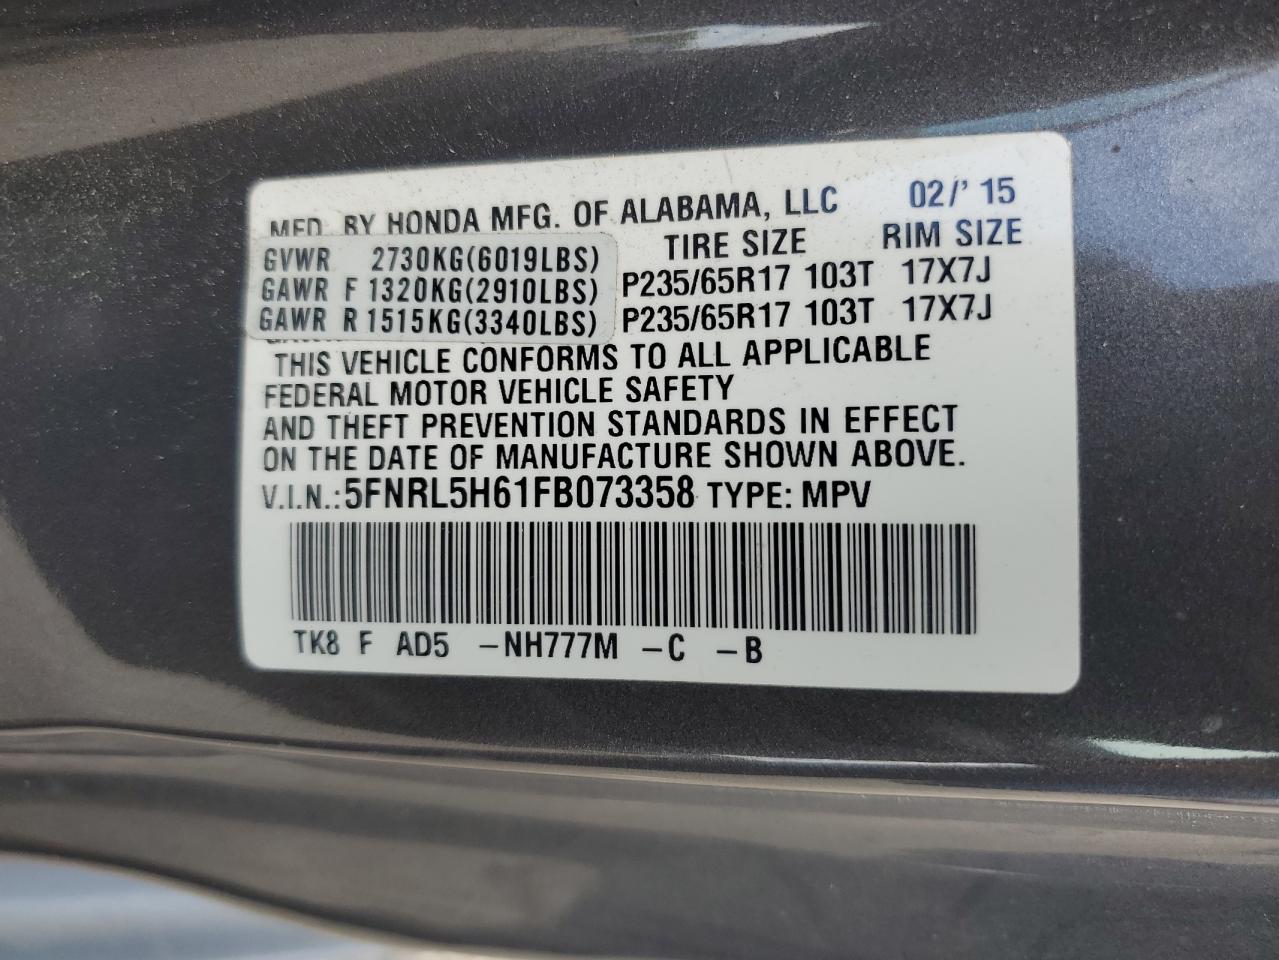 MFD. BY HONDA MFG. OF ALABAMA, LLC 02/' 15
TIRE SIZE RIM SIZE
GVWR 2730KG(6019LBS)
GAWR F 1320KG(2910LBS) P235/65R17 103T 17X7J
GAWR R 1515KG(3340LBS) P235/65R17 103T 17X7J
THIS VEHICLE CONFORMS TO ALL APPLICABLE
FEDERAL MOTOR VEHICLE SAFETY
AND THEFT PREVENTION STANDARDS IN EFFECT
ON THE DATE OF MANUFACTURE SHOWN ABOVE.
V.I.N.:5FNRL5H61FB073358 TYPE: MPV
TK8 F AD5 -NH777M -C -B